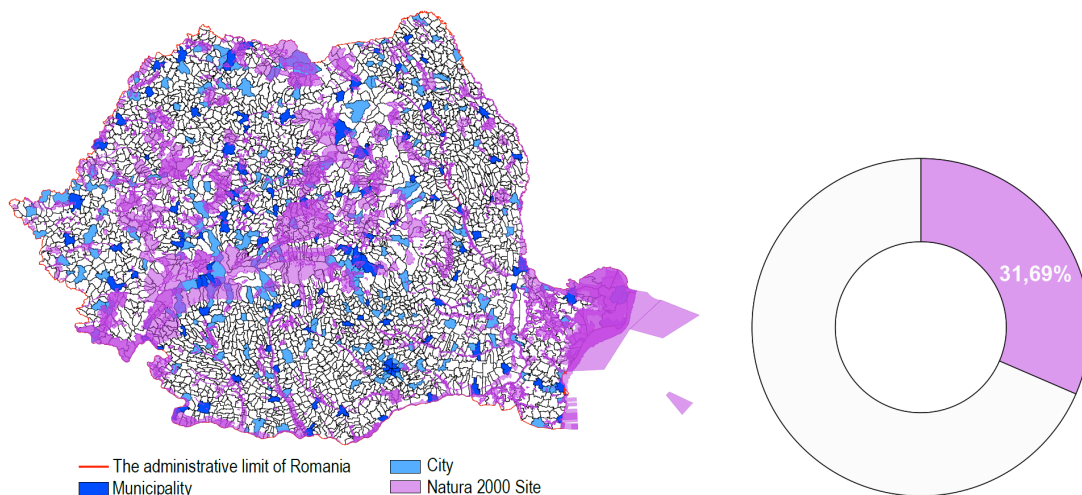 31,69%
The administrative limit of Romania
City
Municipality
Natura 2000 Site